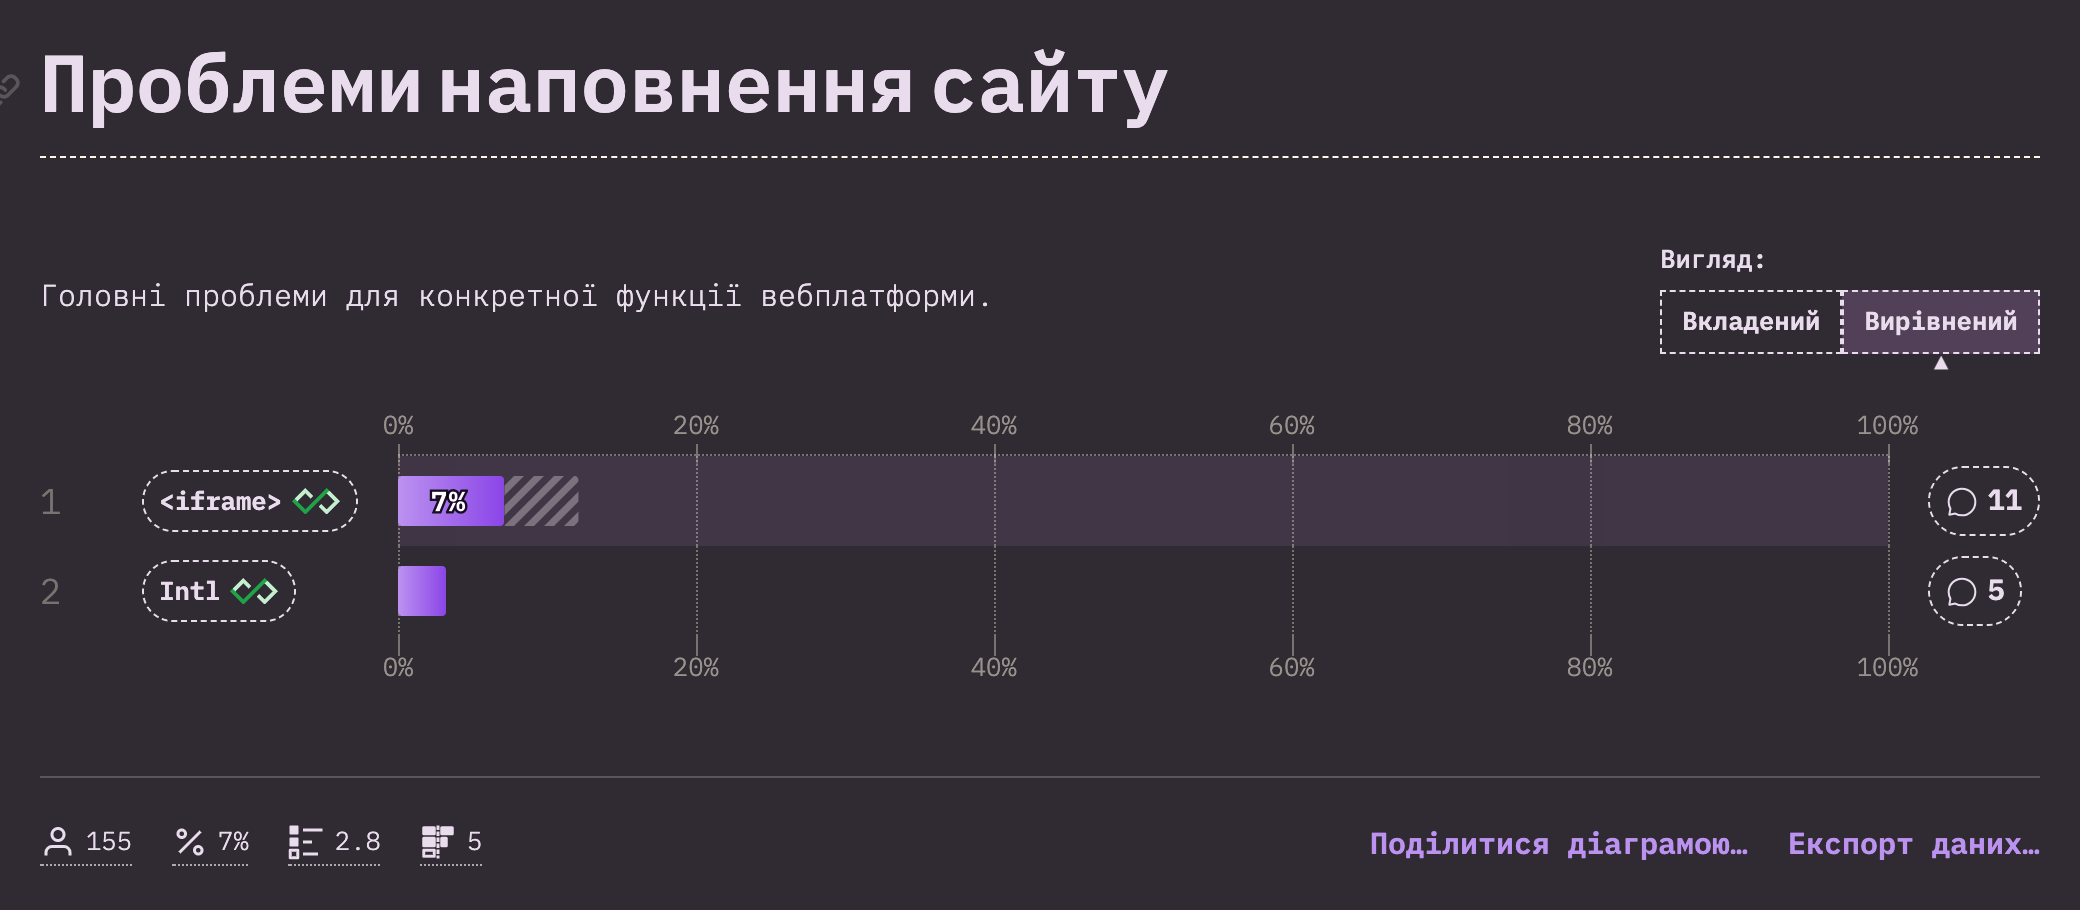 Проблеми наповнення сайту
Головні проблеми для конкретної функції вебплатформи.
Вигляд:
Вкладений Вирівнений
0% 20% 40% 60% 80% 100%
1 <iframe> 7% 11
2 Intl 5
0% 20% 40% 60% 80% 100%
155 7% 2.8 5 Поділитися діаграмою… Експорт даних…